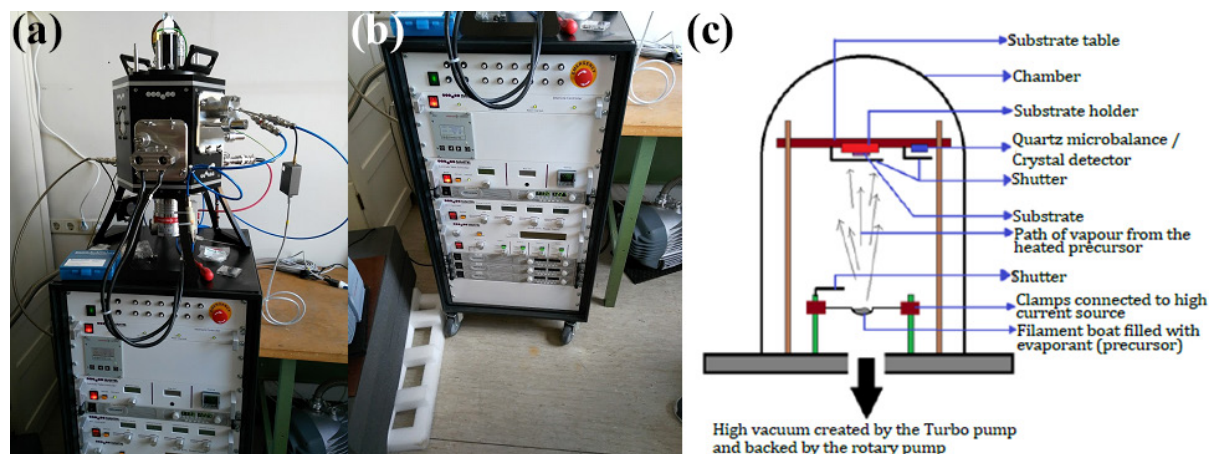 (a)
(b)
(c)
EMERGENCY
Substrate table
Chamber
Substrate holder
Quartz microbalance /
Crystal detector
Shutter
Substrate
Path of vapour from the
heated precursor
Shutter
Clamps connected to high
current source
Filament boat filled with
evaporant (precursor)
High vacuum created by the Turbo pump
and backed by the rotary pump